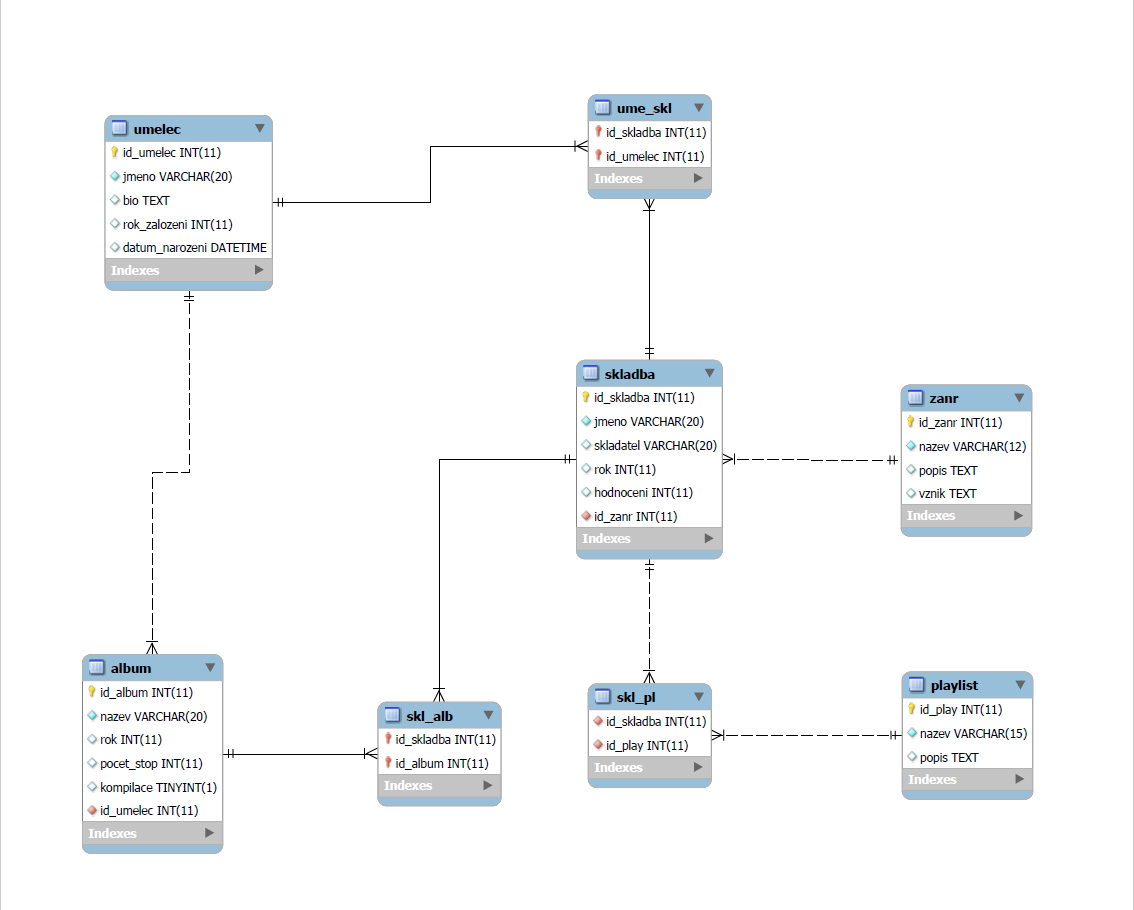 umelec
id_umelec INT(11)
jmeno VARCHAR(20)
bio TEXT
rok_zalozeni INT(11)
datum_narozeni DATETIME
Indexes
ume_skl
id_skladba INT(11)
id_umelec INT(11)
Indexes
skladba
id_skladba INT(11)
jmeno VARCHAR(20)
skladatel VARCHAR(20)
rok INT(11)
hodnoceni INT(11)
id_zanr INT(11)
Indexes
zanr
id_zanr INT(11)
nazev VARCHAR(12)
popis TEXT
vznik TEXT
Indexes
album
id_album INT(11)
nazev VARCHAR(20)
rok INT(11)
pocet_stop INT(11)
kompilace TINYINT(1)
id_umelec INT(11)
Indexes
skl_alb
id_skladba INT(11)
id_album INT(11)
Indexes
skl_pl
id_skladba INT(11)
id_play INT(11)
Indexes
playlist
id_play INT(11)
nazev VARCHAR(15)
popis TEXT
Indexes